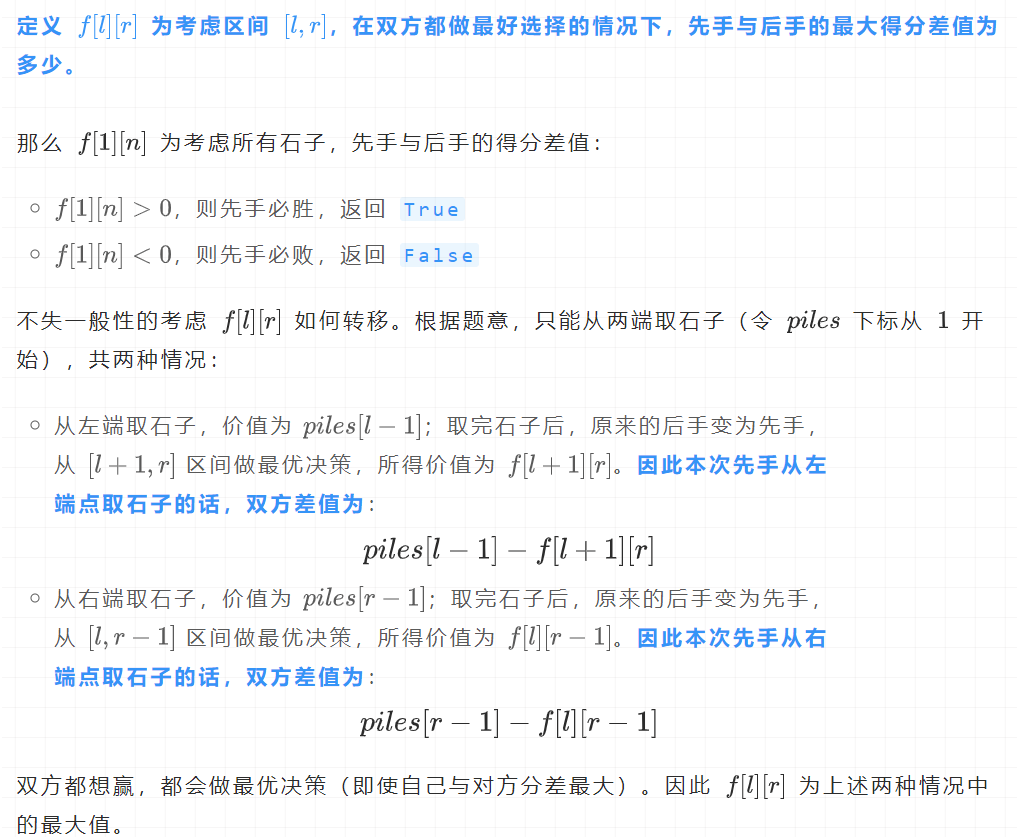 定义 f[l][r] 为考虑区间 [l, r]，在双方都做最好选择的情况下，先手与后手的最大得分差值为
多少。
那么 f[1][n] 为考虑所有石子，先手与后手的得分差值：
f[1][n] > 0，则先手必胜，返回 True
f[1][n] < 0，则先手必败，返回 False
不失一般性的考虑 f[l][r] 如何转移。根据题意，只能从两端取石子（令 piles 下标从 1 开
始），共两种情况：
从左端取石子，价值为 piles[l − 1]；取完石子后，原来的后手变为先手，
从 [l + 1, r] 区间做最优决策，所得价值为 f[l + 1][r]。因此本次先手从左
端点取石子的话，双方差值为：
piles[l − 1] − f[l + 1][r]
从右端取石子，价值为 piles[r − 1]；取完石子后，原来的后手变为先手，
从 [l, r − 1] 区间做最优决策，所得价值为 f[l][r − 1]。因此本次先手从右
端点取石子的话，双方差值为：
piles[r − 1] − f[l][r − 1]
双方都想赢，都会做最优决策（即使自己与对方分差最大）。因此 f[l][r] 为上述两种情况中
的最大值。